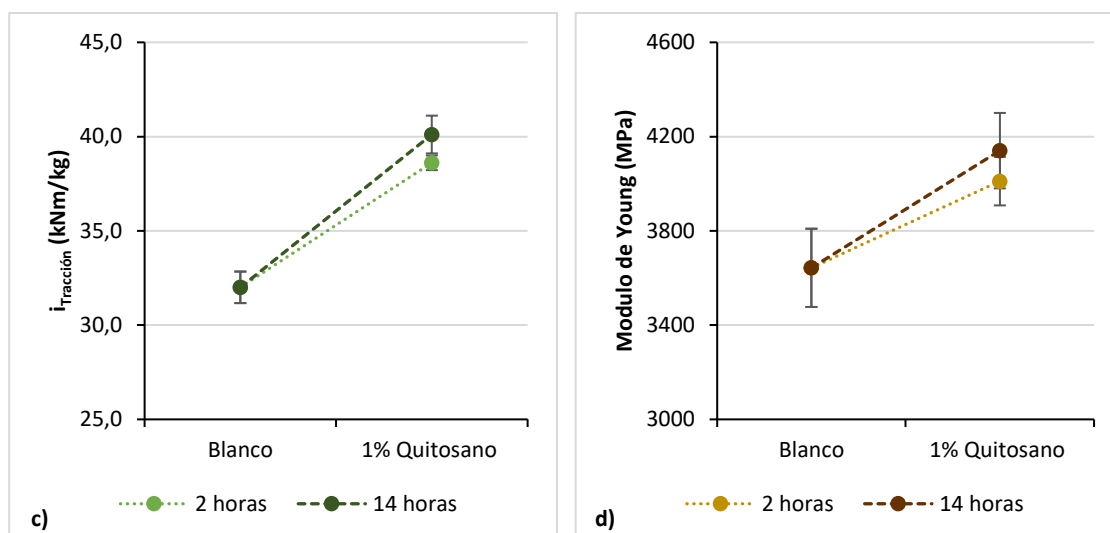 45,0
40,0
35,0
30,0
25,0
i Tracción (kNm/kg)
Blanco 1% Quitosano
2 horas 14 horas
c)
4600
4200
3800
3400
3000
Modulo de Young (MPa)
Blanco 1% Quitosano
2 horas 14 horas
d)